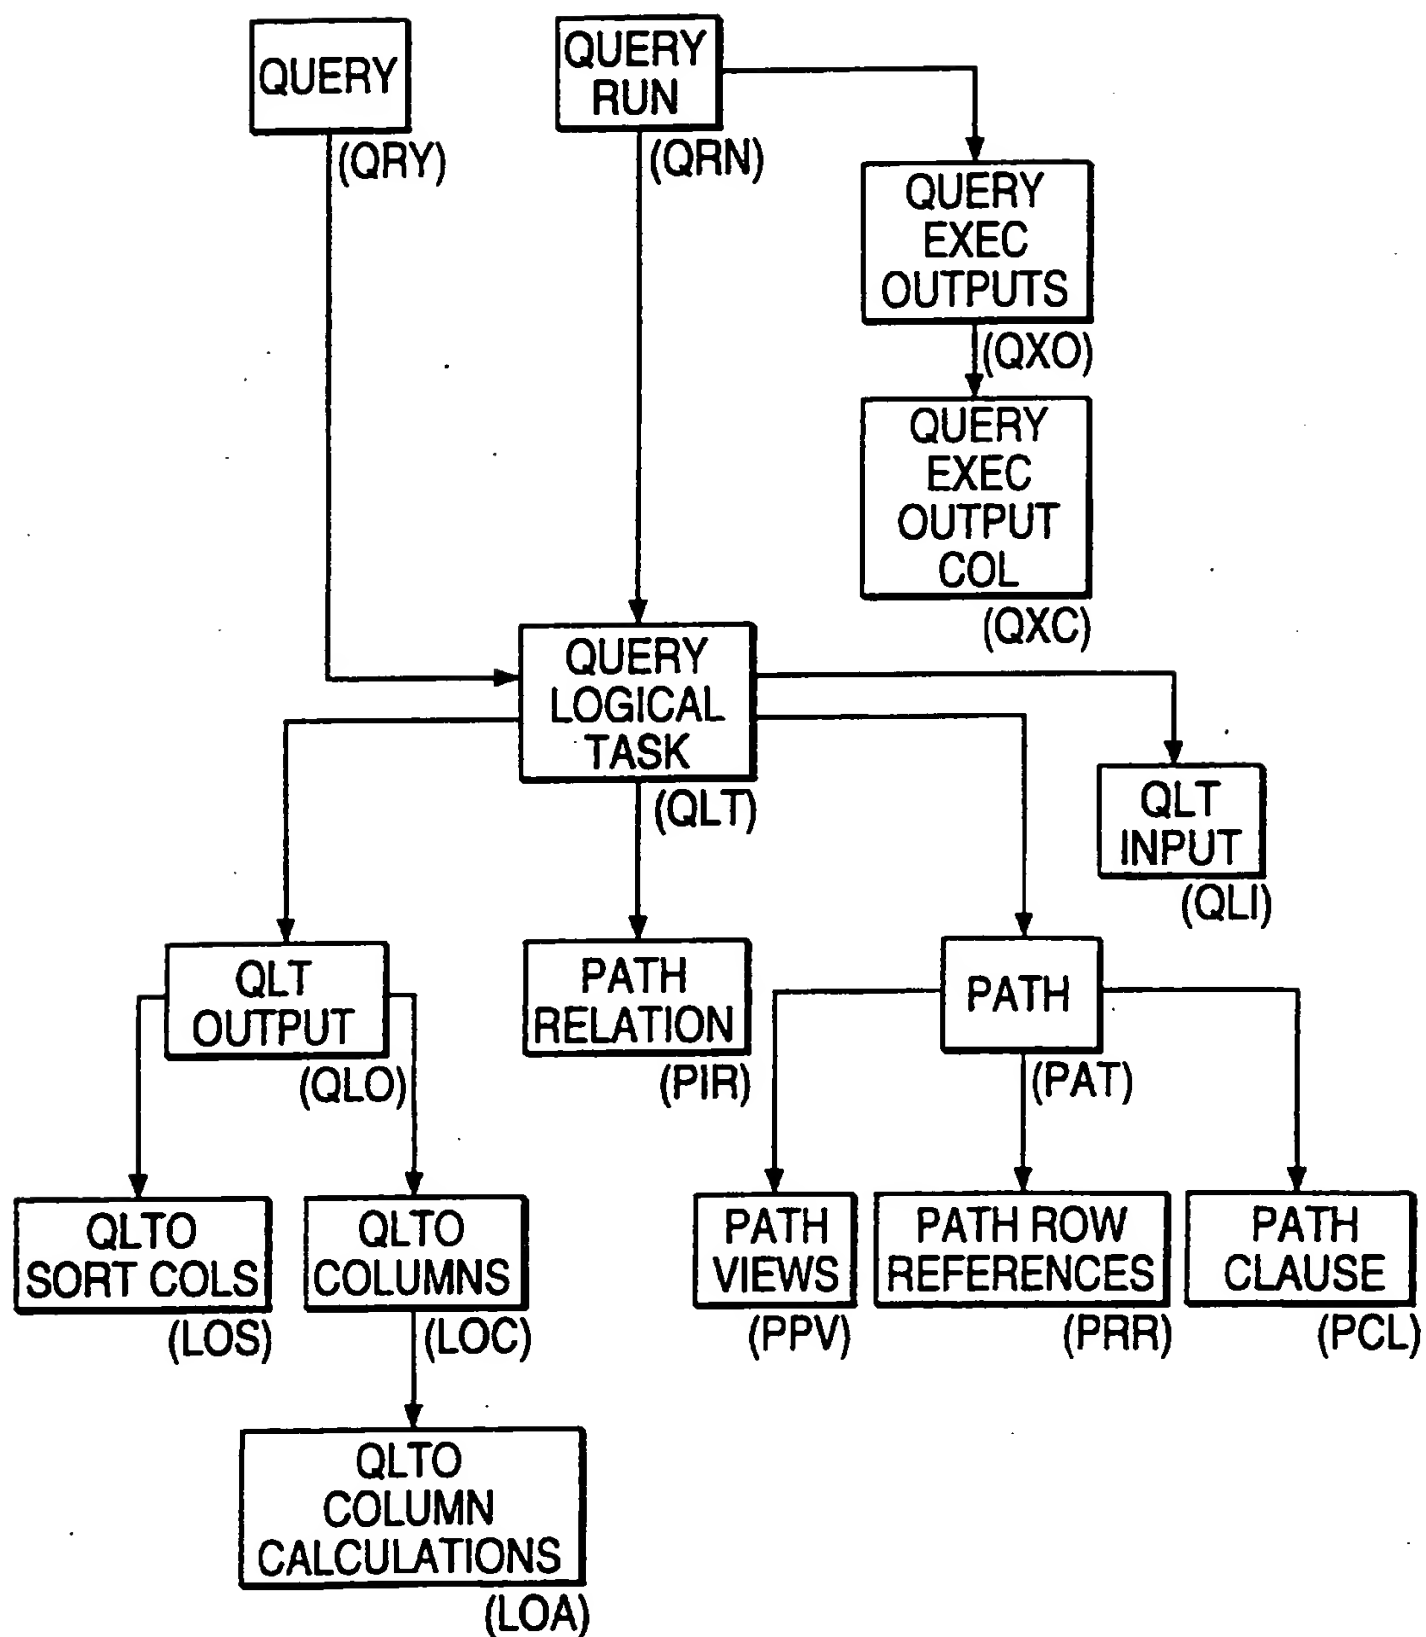 QUERY
(QRY)
QUERY
RUN
(QRN)
QUERY
EXEC
OUTPUTS
(QXO)
QUERY
EXEC
OUTPUT
COL
(QXC)
QUERY
LOGICAL
TASK
(QLT)
QLT
INPUT
(QLI)
QLT
OUTPUT
(QLO)
PATH
RELATION
(PIR)
PATH
(PAT)
QLTO
SORT COLS
(LOS)
QLTO
COLUMNS
(LOC)
PATH
VIEWS
(PPV)
PATH ROW
REFERENCES
(PRR)
PATH
CLAUSE
(PCL)
QLTO
COLUMN
CALCULATIONS
(LOA)